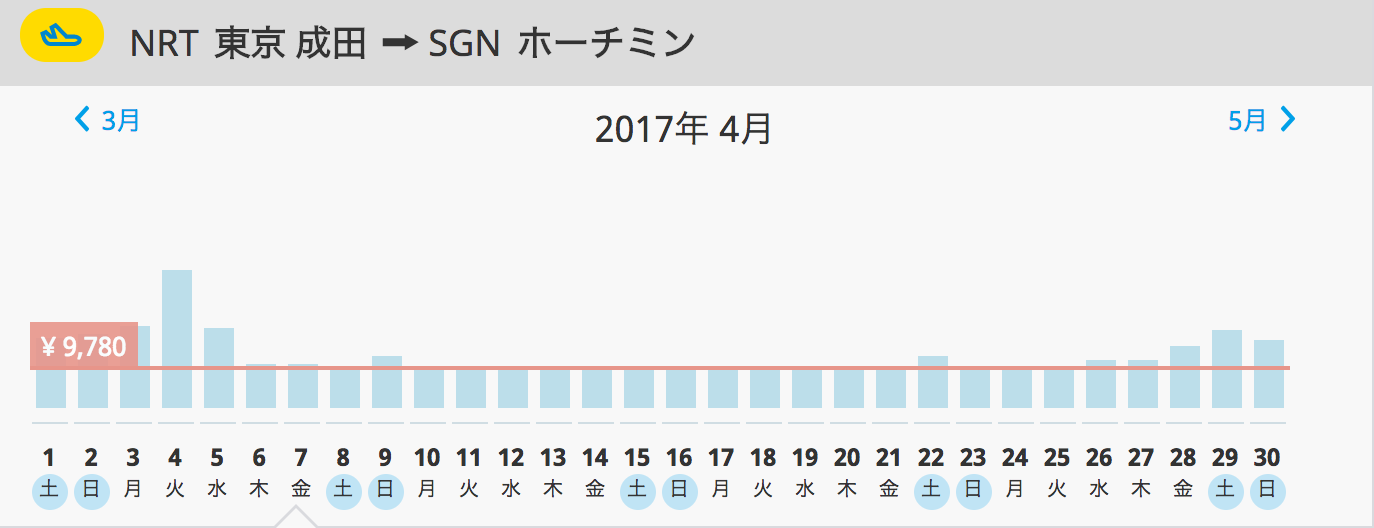 NRT 東京 成田 ➡ SGN ホーチミン
3月 2017年 4月 5月
¥ 9,780
1 2 3 4 5 6 7 8 9 10 11 12 13 14 15 16 17 18 19 20 21 22 23 24 25 26 27 28 29 30
土 日 月 火 水 木 金 土 日 月 火 水 木 金 土 日 月 火 水 木 金 土 日 月 火 水 木 金 土 日